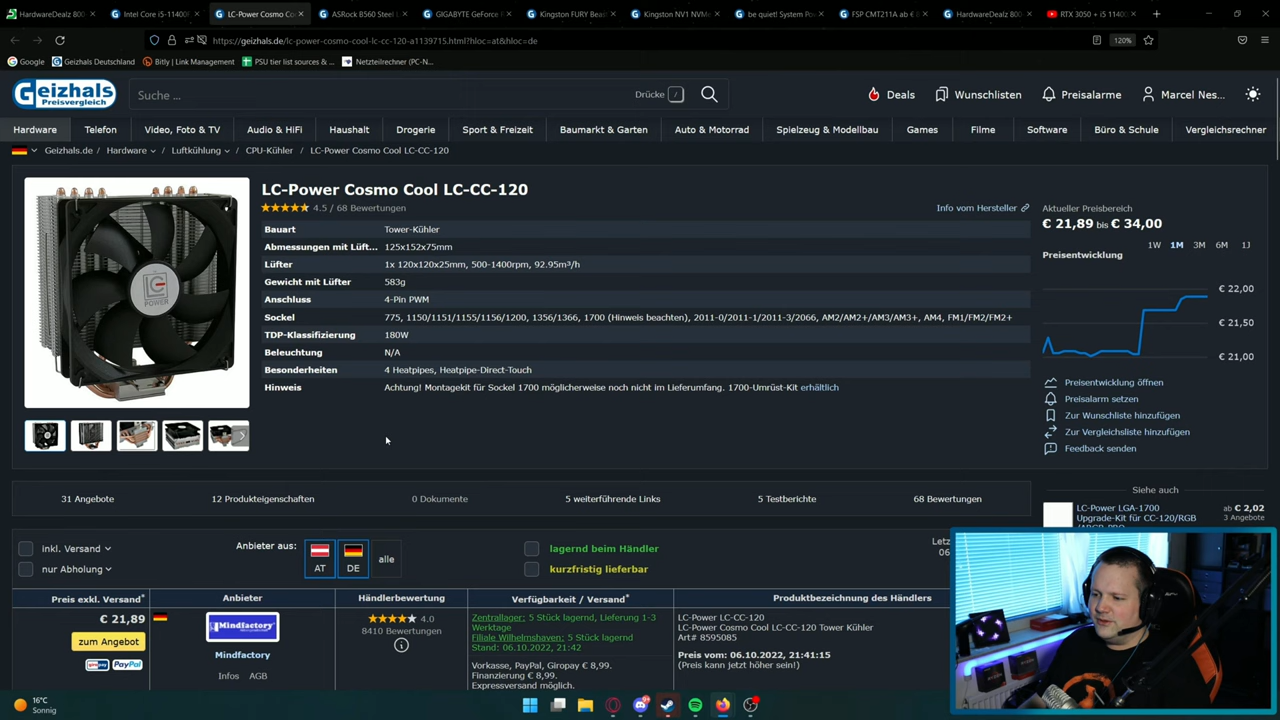 HardwareDealz 800
Intel Core i5-11400F
LC-Power Cosmo Co
ASRock B560 Steel L
GIGABYTE GeForce
Kingston FURY Beas
Kingston NV1 NVMe
be quiet! System Po
FSP CMT211A ab € 8
HardwareDealz 800
RTX 3050 + i5 11400
https://geizhals.de/lc-power-cosmo-cool-lc-cc-120-a1139715.html?hloc=at&hloc=de
120%
Google
Geizhals Deutschland
Bitly | Link Management
PSU tier list sources & ...
Netzteilrechner (PC-N...
Geizhals
Preisvergleich
Suche ...
Drücke /
Deals
Wunschlisten
Preisalarme
Marcel Nes...
Hardware
Telefon
Video, Foto & TV
Audio & HiFi
Haushalt
Drogerie
Sport & Freizeit
Baumarkt & Garten
Auto & Motorrad
Spielzeug & Modellbau
Games
Filme
Software
Büro & Schule
Vergleichsrechner
Geizhals.de / Hardware / Luftkühlung / CPU-Kühler / LC-Power Cosmo Cool LC-CC-120
LC-Power Cosmo Cool LC-CC-120
4.5 / 68 Bewertungen
Info vom Hersteller
Bauart Tower-Kühler
Abmessungen mit Lüft... 125x152x75mm
Lüfter 1x 120x120x25mm, 500-1400rpm, 92.95m³/h
Gewicht mit Lüfter 583g
Anschluss 4-Pin PWM
Sockel 775, 1150/1151/1155/1156/1200, 1356/1366, 1700 (Hinweis beachten), 2011-0/2011-1/2011-3/2066, AM2/AM2+/AM3/AM3+, AM4, FM1/FM2/FM2+
TDP-Klassifizierung 180W
Beleuchtung N/A
Besonderheiten 4 Heatpipes, Heatpipe-Direct-Touch
Hinweis Achtung! Montagekit für Sockel 1700 möglicherweise noch nicht im Lieferumfang. 1700-Umrüst-Kit erhältlich
LC
POWER
Aktueller Preisbereich
€ 21,89 bis € 34,00
1W 1M 3M 6M 1J
Preisentwicklung
€ 22,00
€ 21,50
€ 21,00
Preisentwicklung öffnen
Preisalarm setzen
Zur Wunschliste hinzufügen
Zur Vergleichsliste hinzufügen
Feedback senden
31 Angebote
12 Produkteigenschaften
0 Dokumente
5 weiterführende Links
5 Testberichte
68 Bewertungen
Siehe auch
LC-Power LGA-1700
Upgrade-Kit für CC-120/RGB
ab € 2,02
3 Angebote
inkl. Versand
nur Abholung
Anbieter aus:
AT
DE
alle
lagernd beim Händler
kurzfristig lieferbar
Letz
06
Preis exkl. Versand*
Anbieter
Händlerbewertung
Verfügbarkeit / Versand*
Produktbezeichnung des Händlers
€ 21,89
zum Angebot
giropay
PayPal
Mindfactory
Mindfactory
Infos AGB
4.0
8410 Bewertungen
Zentrallager: 5 Stück lagernd, Lieferung 1-3
Werktage
Filiale Wilhelmshaven: 5 Stück lagernd
Stand: 06.10.2022, 21:42
Vorkasse, PayPal, Giropay € 8,99.
Finanzierung € 8,99.
Expressversand möglich.
LC-Power LC-CC-120
LC-Power Cosmo Cool LC-CC-120 Tower Kühler
Art# 8595085
Preis vom: 06.10.2022, 21:41:15
(Preis kann jetzt höher sein!)
16°C
Sonnig